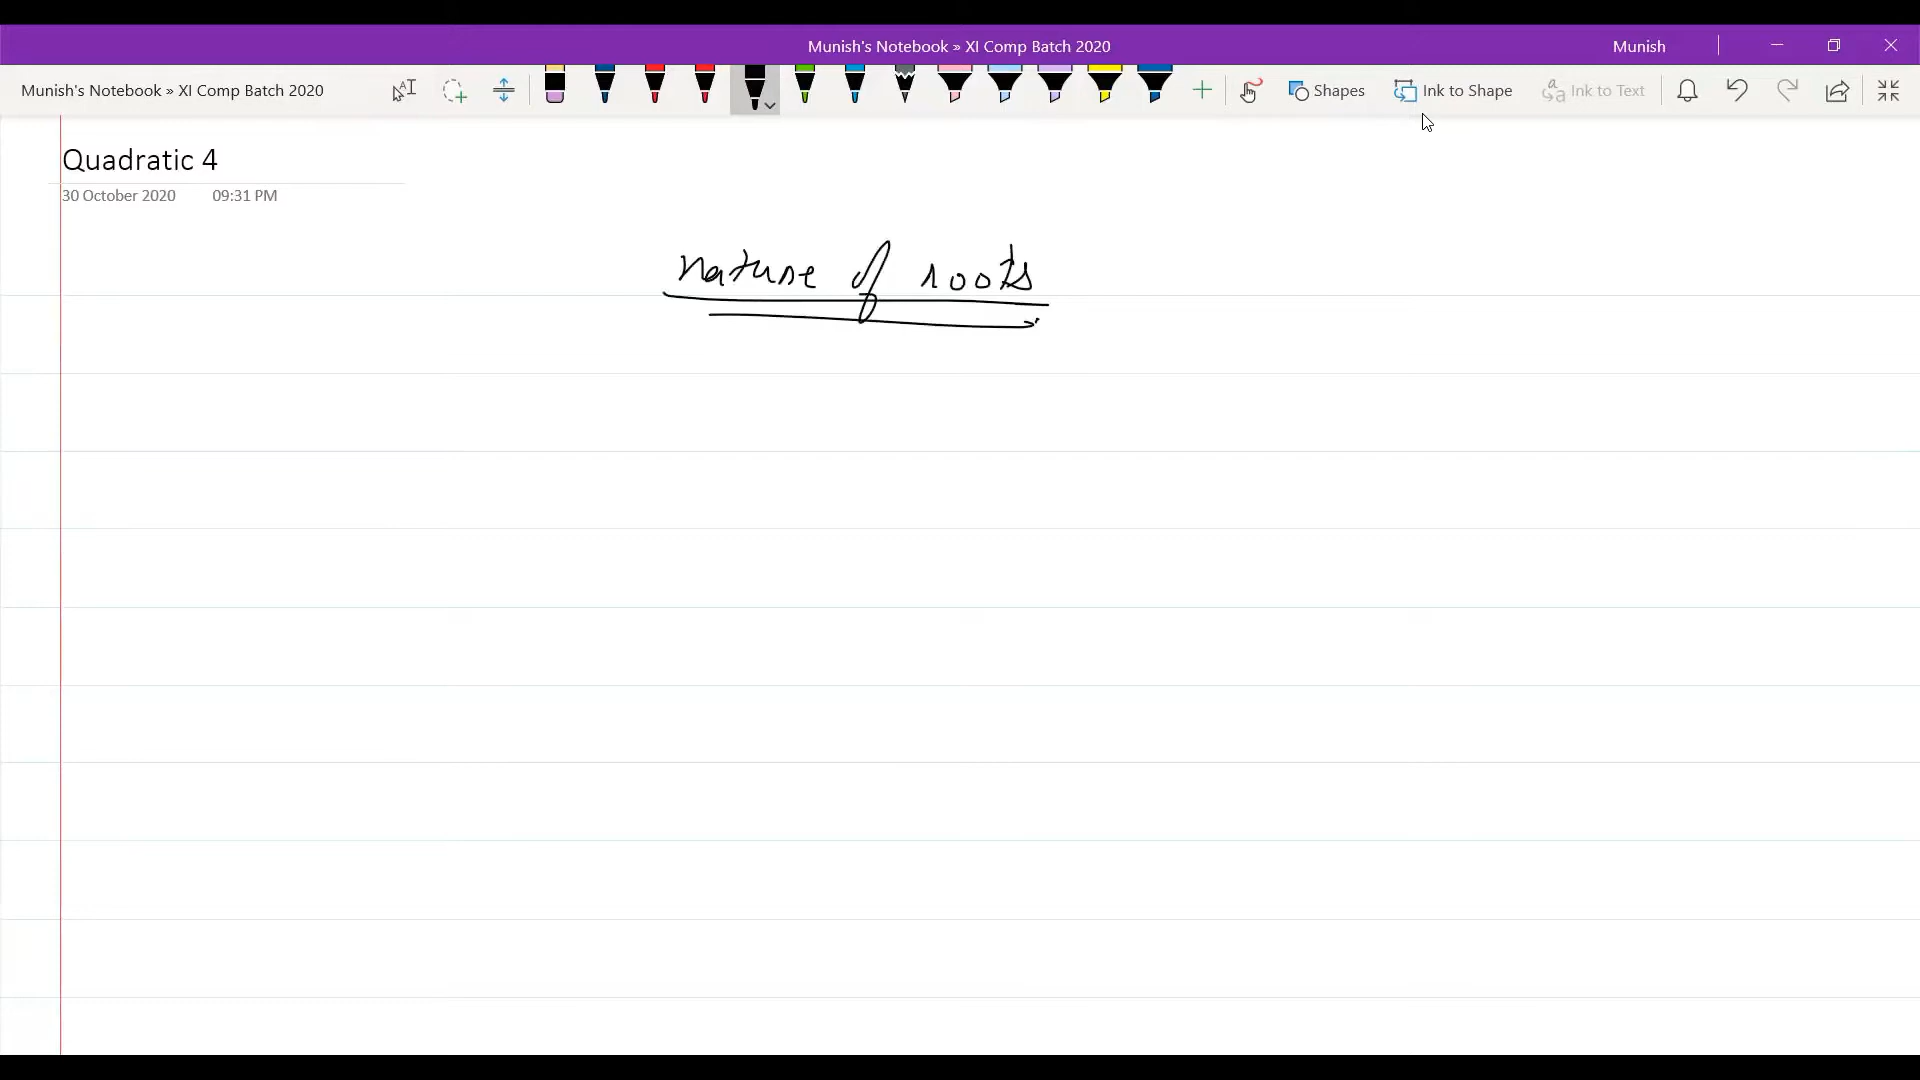 Munish's Notebook » XI Comp Batch 2020
Munish
Munish's Notebook » XI Comp Batch 2020
Shapes
Ink to Shape
Ink to Text
Quadratic 4
30 October 2020 09:31 PM
nature of roots